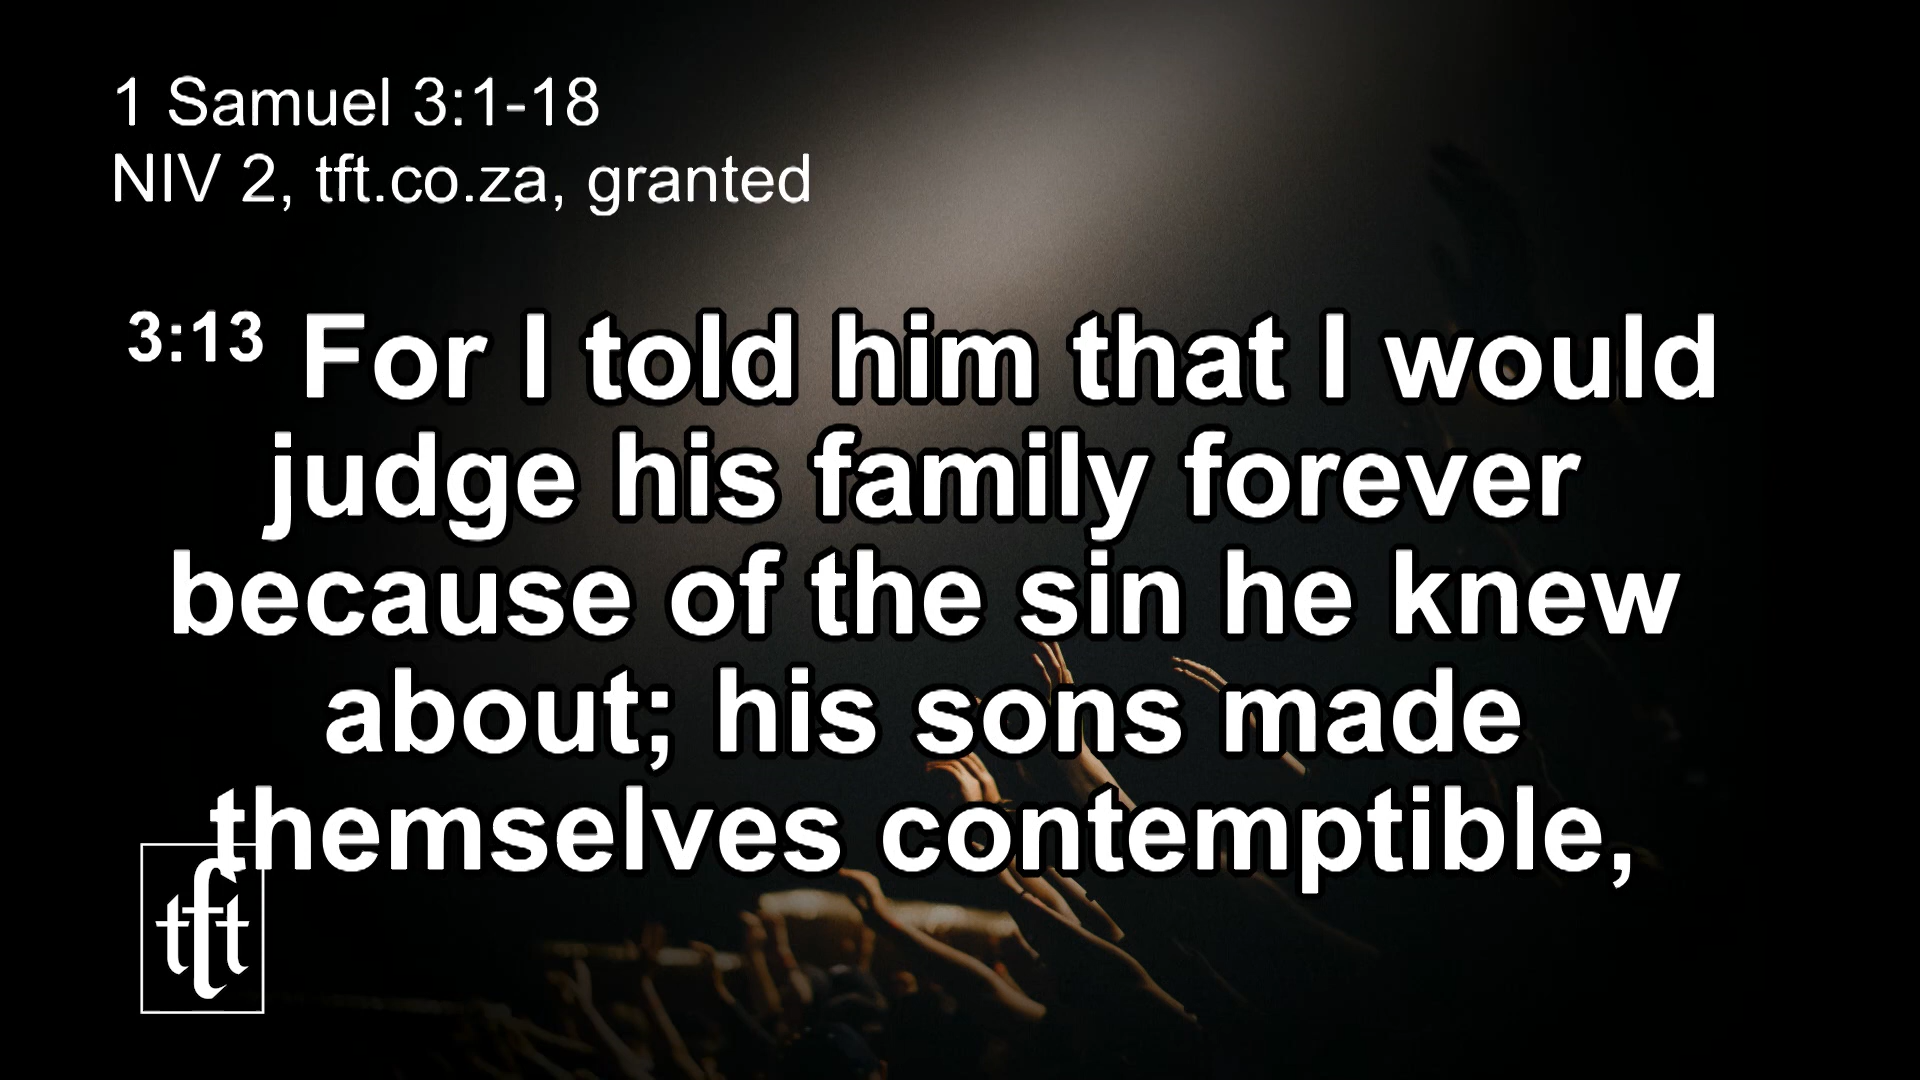 1 Samuel 3:1-18
NIV 2, tft.co.za, granted
3:13 For I told him that I would
judge his family forever
because of the sin he knew
about; his sons made
themselves contemptible,
tft